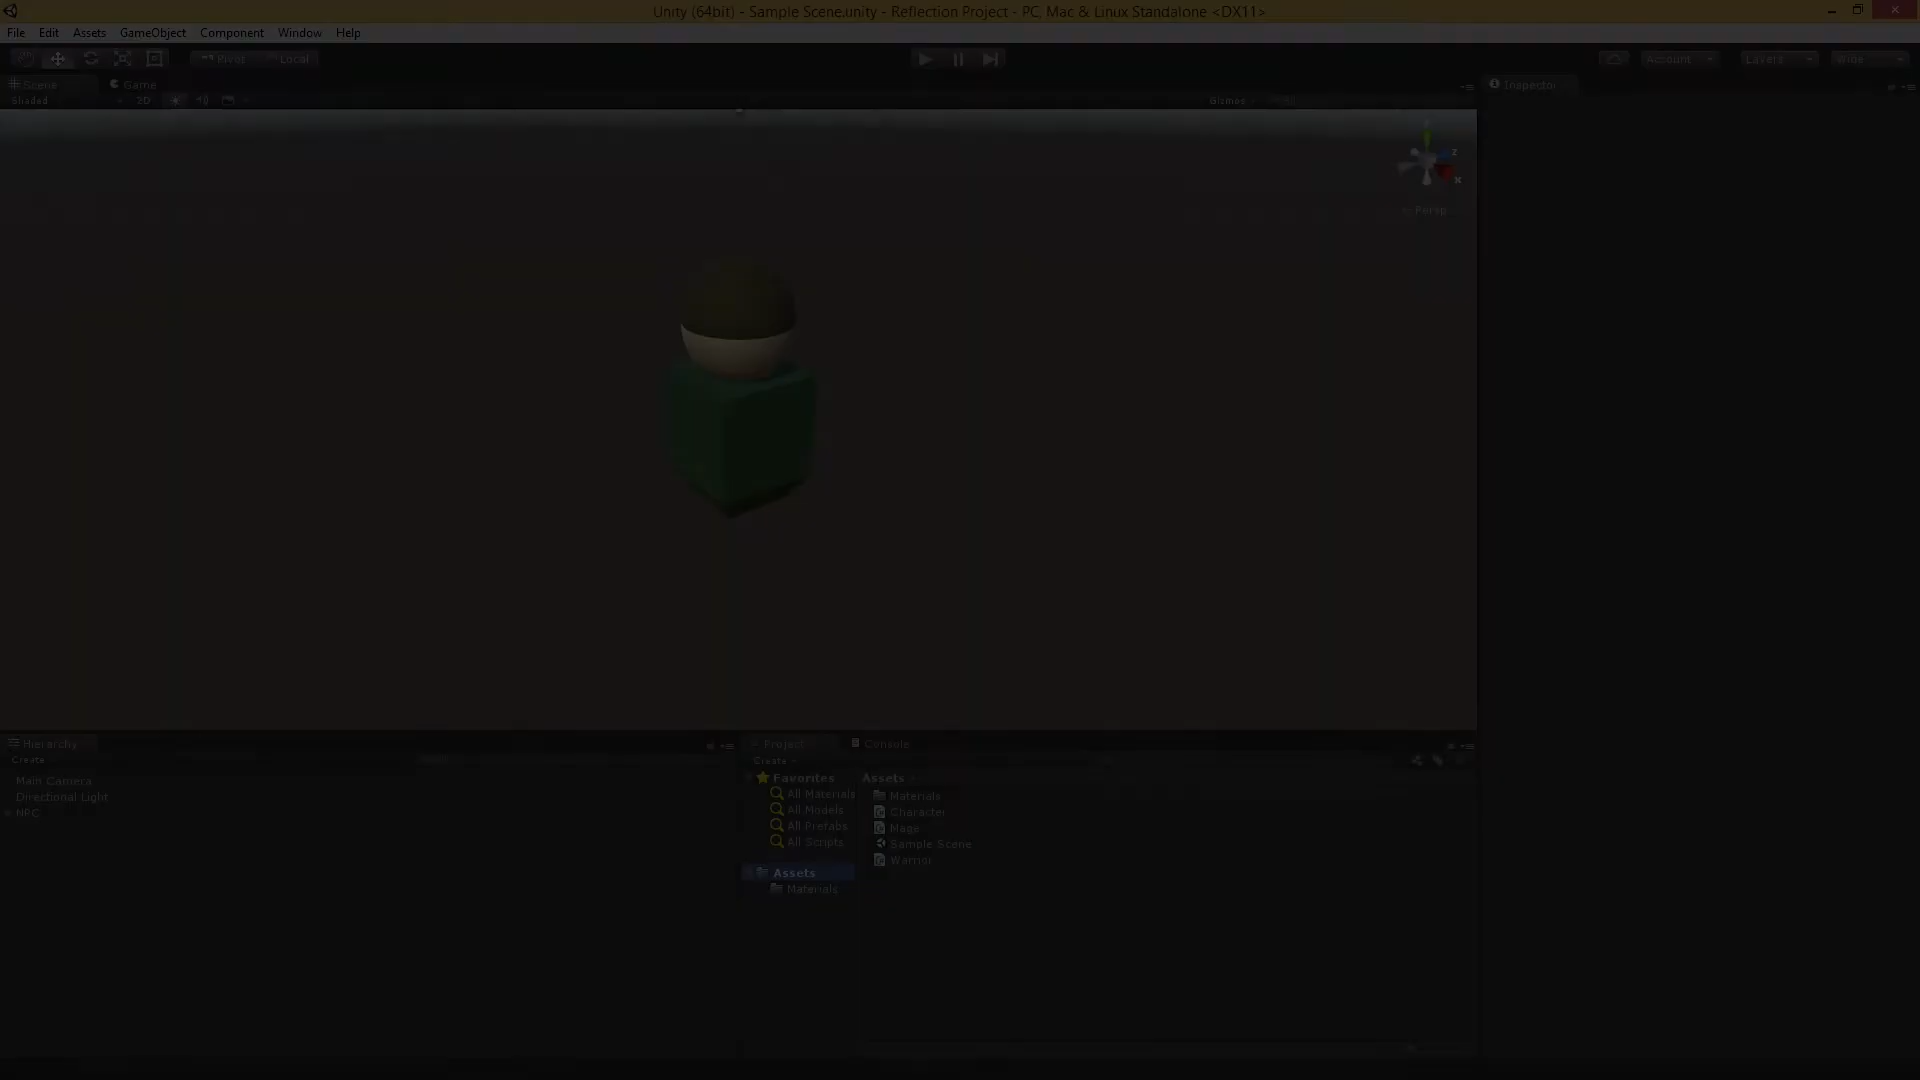 Unity (64bit) - Sample Scene.unity - Reflection Project - PC, Mac & Linux Standalone <DX11>
File Edit Assets GameObject Component Window Help
Pivot Local Account Layers Wide
Scene Game Inspector
Shaded 2D Gizmos
Z
X
Persp
Hierarchy
Create
Main Camera
Directional Light
NPC
Project Console
Create
Favorites
All Materials
All Models
All Prefabs
All Scripts
Assets
Materials
Assets
Materials
Character
Mage
Sample Scene
Warrior